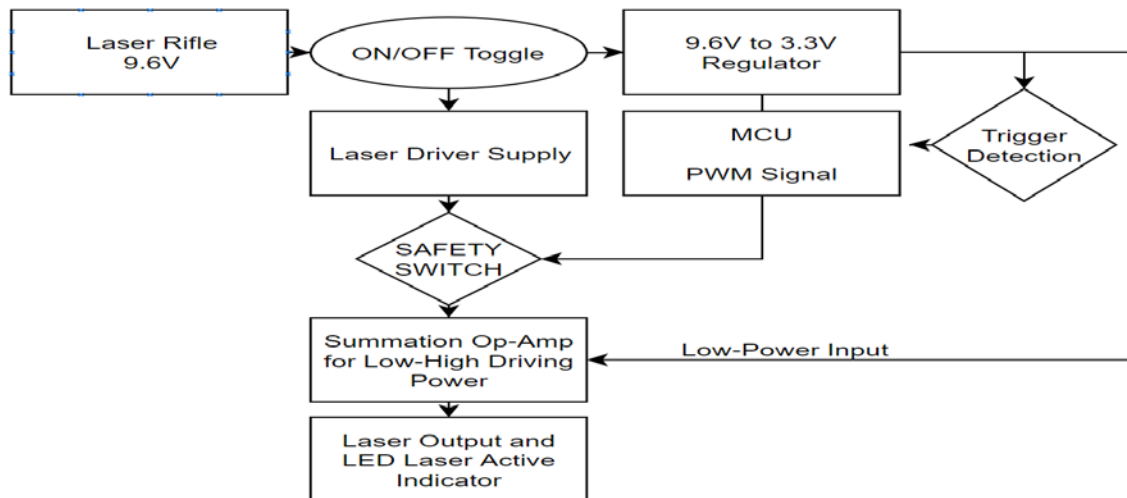 Laser Rifle
9.6V
ON/OFF Toggle
9.6V to 3.3V
Regulator
Laser Driver Supply
MCU
PWM Signal
Trigger
Detection
SAFETY
SWITCH
Summation Op-Amp
for Low-High Driving
Power
Low-Power Input
Laser Output and
LED Laser Active
Indicator